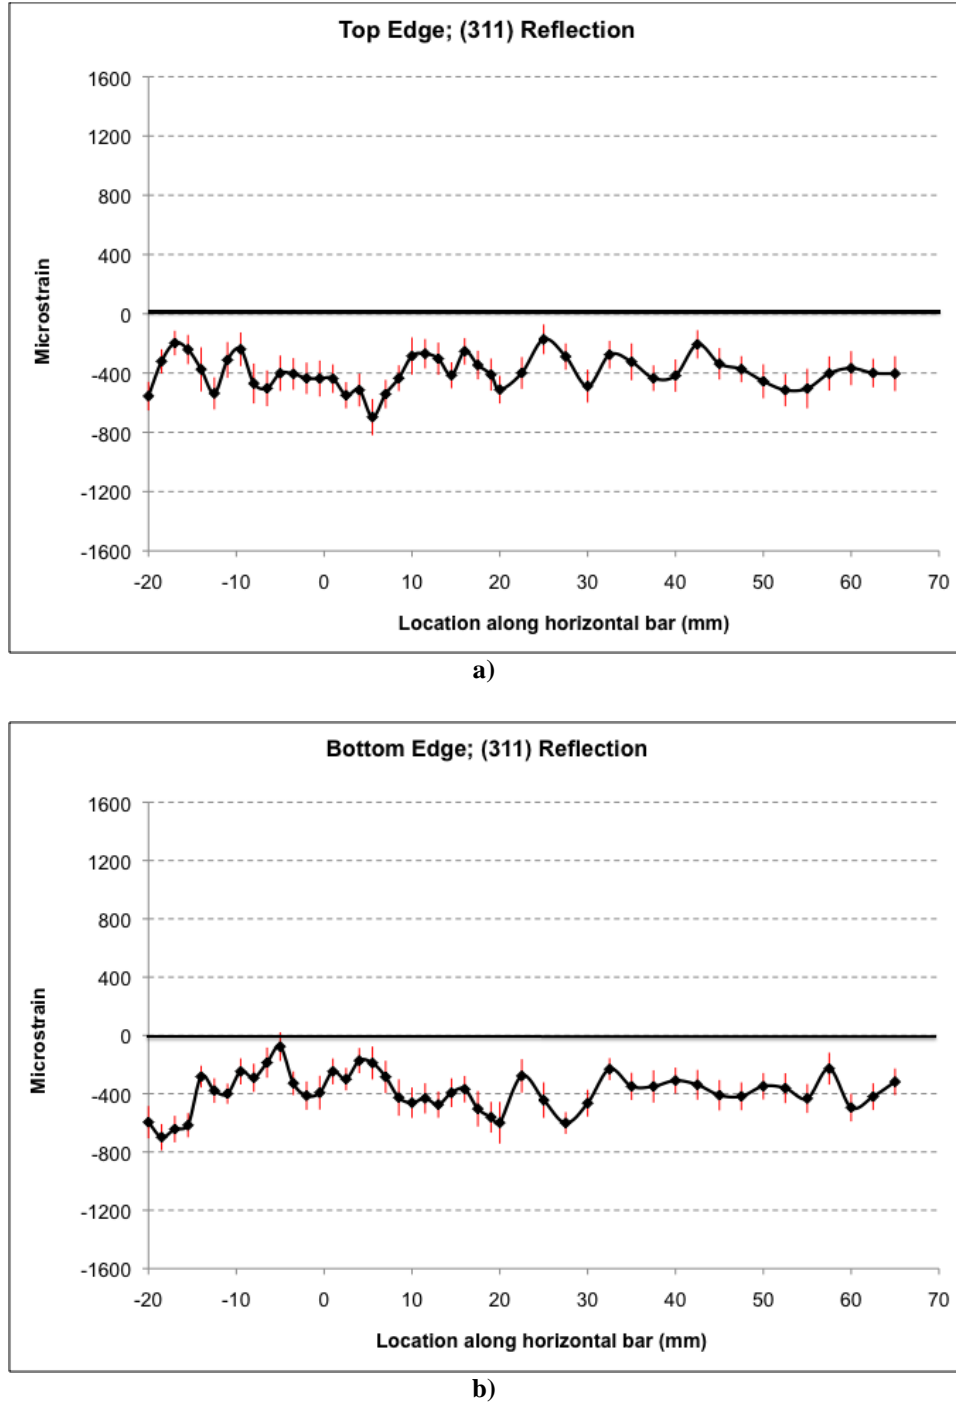 Top Edge; (311) Reflection
1600
1200
800
400
0
-400
-800
-1200
-1600
Microstrain
-20 -10 0 10 20 30 40 50 60 70
Location along horizontal bar (mm)
a)
Bottom Edge; (311) Reflection
1600
1200
800
400
0
-400
-800
-1200
-1600
Microstrain
-20 -10 0 10 20 30 40 50 60 70
Location along horizontal bar (mm)
b)